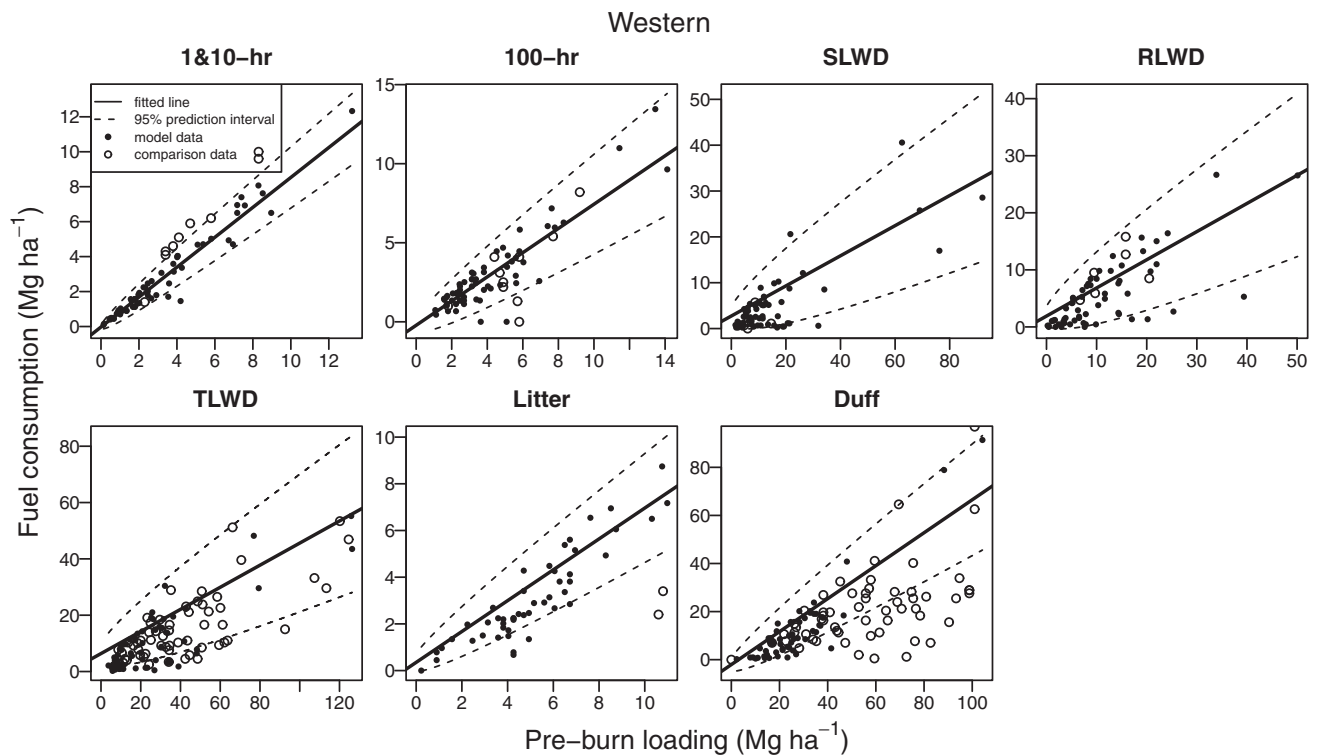 Western
1&10−hr
100−hr
SLWD
RLWD
fitted line
95% prediction interval
model data
comparison data
12
10
8
6
4
2
0
0 2 4 6 8 10 12
15
10
5
0
0 2 4 6 8 10 14
50
40
30
20
10
0
0 20 40 60 80
40
30
20
10
0
0 10 20 30 40 50
TLWD
Litter
Duff
80
60
40
20
0
0 20 40 60 80 120
10
8
6
4
2
0
0 2 4 6 8 10
80
60
40
20
0
0 20 40 60 80 100
Fuel consumption (Mg ha⁻¹)
Pre−burn loading (Mg ha⁻¹)